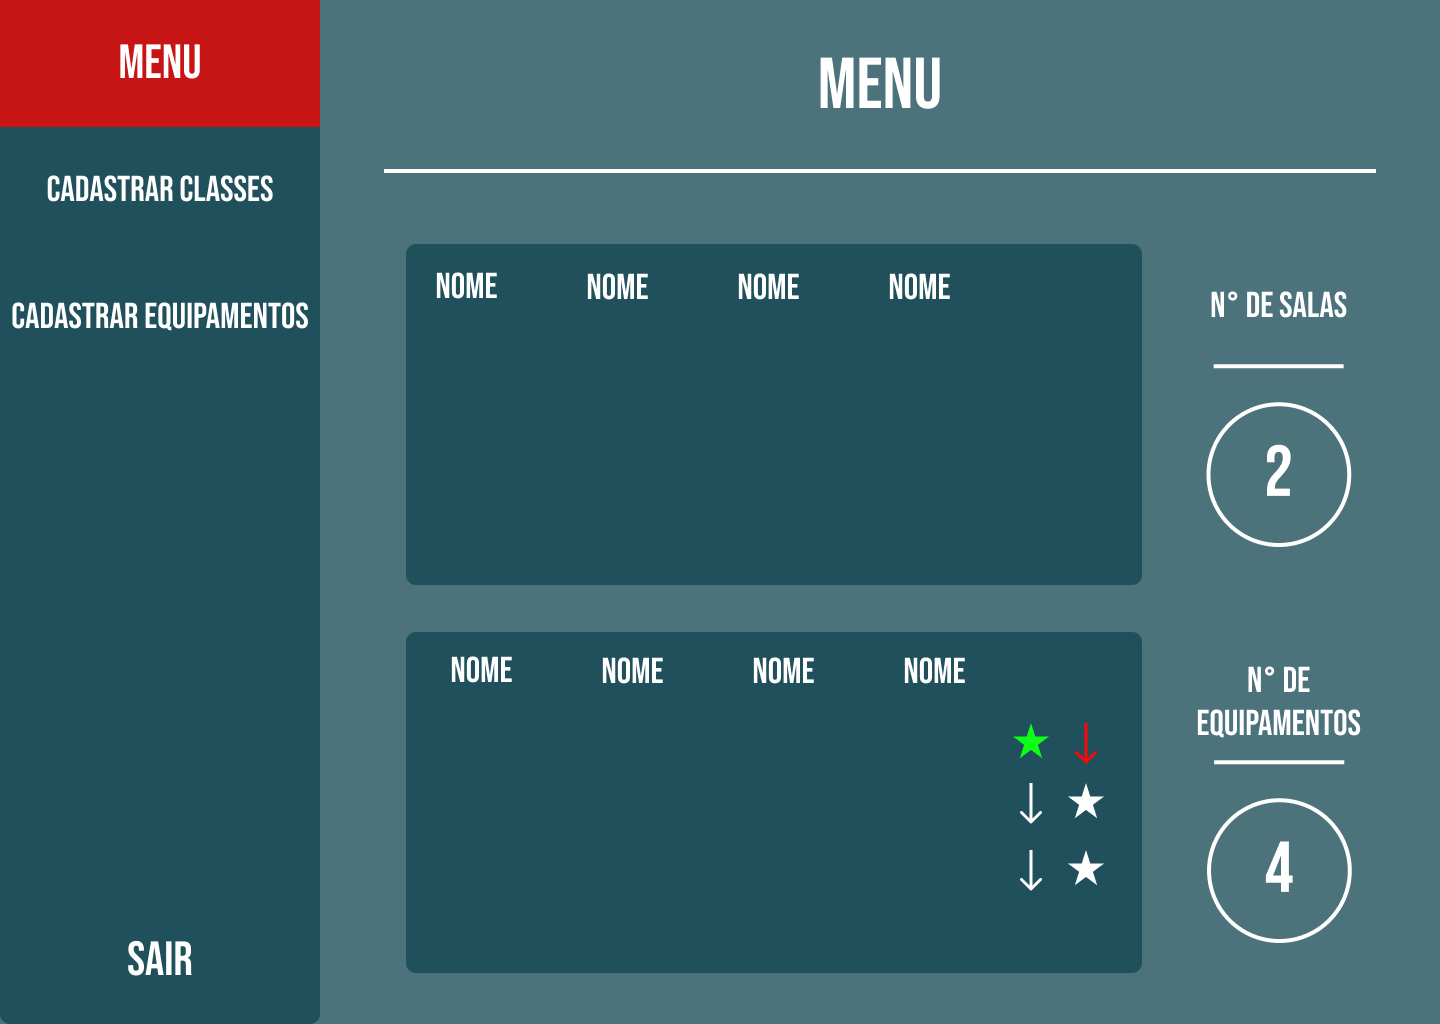 MENU
CADASTRAR CLASSES
CADASTRAR EQUIPAMENTOS
SAIR
MENU
NOME NOME NOME NOME
N° DE SALAS
2
NOME NOME NOME NOME
N° DE
EQUIPAMENTOS
4